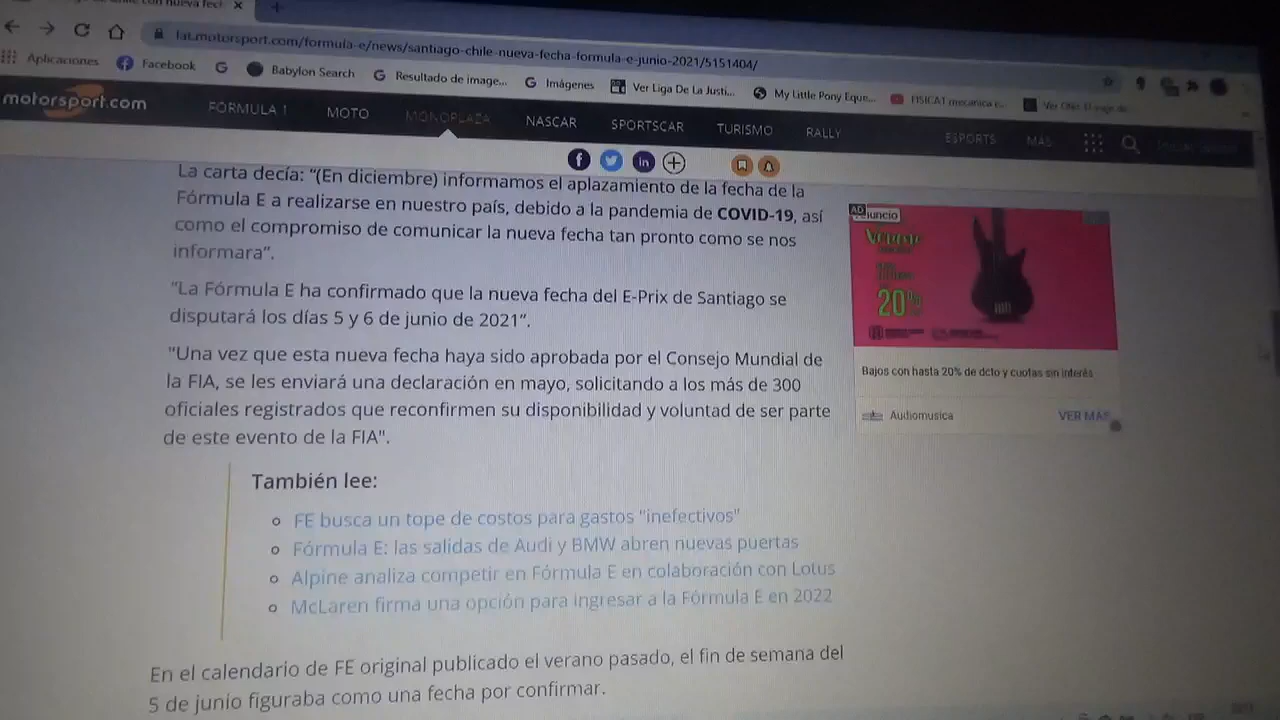 lat.motorsport.com/formula-e/news/santiago-chile-nueva-fecha-formula-e-junio-2021/5151404/
Aplicaciones Facebook Babylon Search Resultado de image... Imágenes Ver Liga De La Justi... My Little Pony Eque... FISICAT mecanica
motorsport.com FÓRMULA 1 MOTO MONOPLAZA NASCAR SPORTSCAR TURISMO RALLY ESPORTS MÁS
La carta decía: “(En diciembre) informamos el aplazamiento de la fecha de la
Fórmula E a realizarse en nuestro país, debido a la pandemia de COVID-19, así
como el compromiso de comunicar la nueva fecha tan pronto como se nos
informara”.
“La Fórmula E ha confirmado que la nueva fecha del E-Prix de Santiago se
disputará los días 5 y 6 de junio de 2021”.
"Una vez que esta nueva fecha haya sido aprobada por el Consejo Mundial de
la FIA, se les enviará una declaración en mayo, solicitando a los más de 300
oficiales registrados que reconfirmen su disponibilidad y voluntad de ser parte
de este evento de la FIA".
También lee:
FE busca un tope de costos para gastos "inefectivos"
Fórmula E: las salidas de Audi y BMW abren nuevas puertas
Alpine analiza competir en Fórmula E en colaboración con Lotus
McLaren firma una opción para ingresar a la Fórmula E en 2022
En el calendario de FE original publicado el verano pasado, el fin de semana del
5 de junio figuraba como una fecha por confirmar.
AD
20%
Bajos con hasta 20% de dcto y cuotas sin interés
Audiomusica VER MÁS